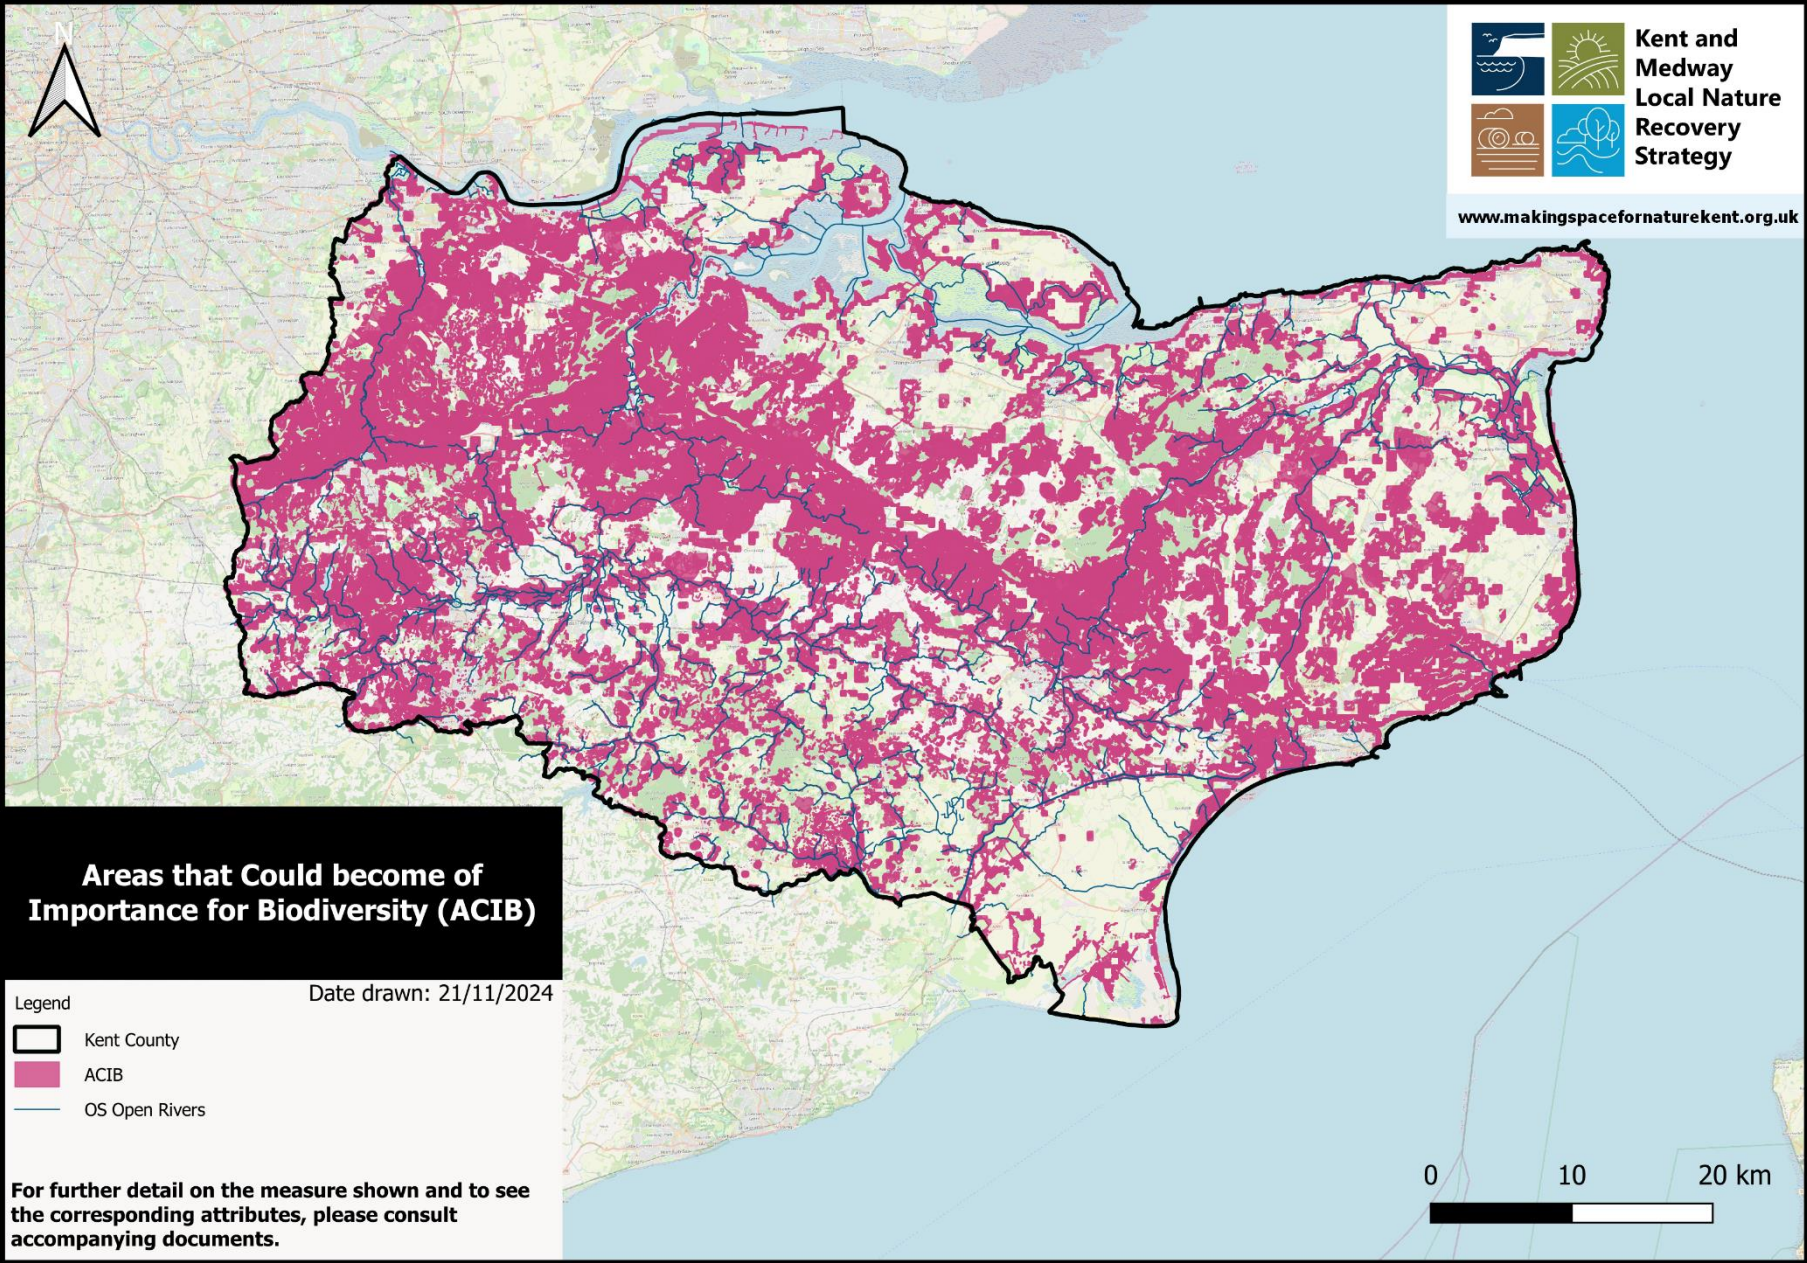 N
Kent and
Medway
Local Nature
Recovery
Strategy
www.makingspacefornaturekent.org.uk
Areas that Could become of
Importance for Biodiversity (ACIB)
Date drawn: 21/11/2024
Legend
Kent County
ACIB
OS Open Rivers
For further detail on the measure shown and to see
the corresponding attributes, please consult
accompanying documents.
0 10 20 km